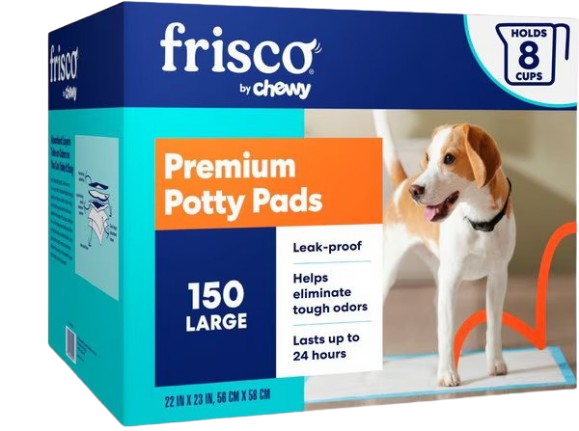 frisco
by chewy
HOLDS
8
CUPS
frisco
by chewy
Premium
Potty Pads
150
LARGE
Leak-proof
Helps
eliminate
tough odors
Lasts up to
24 hours
22 IN X 23 IN, 56 CM X 58 CM